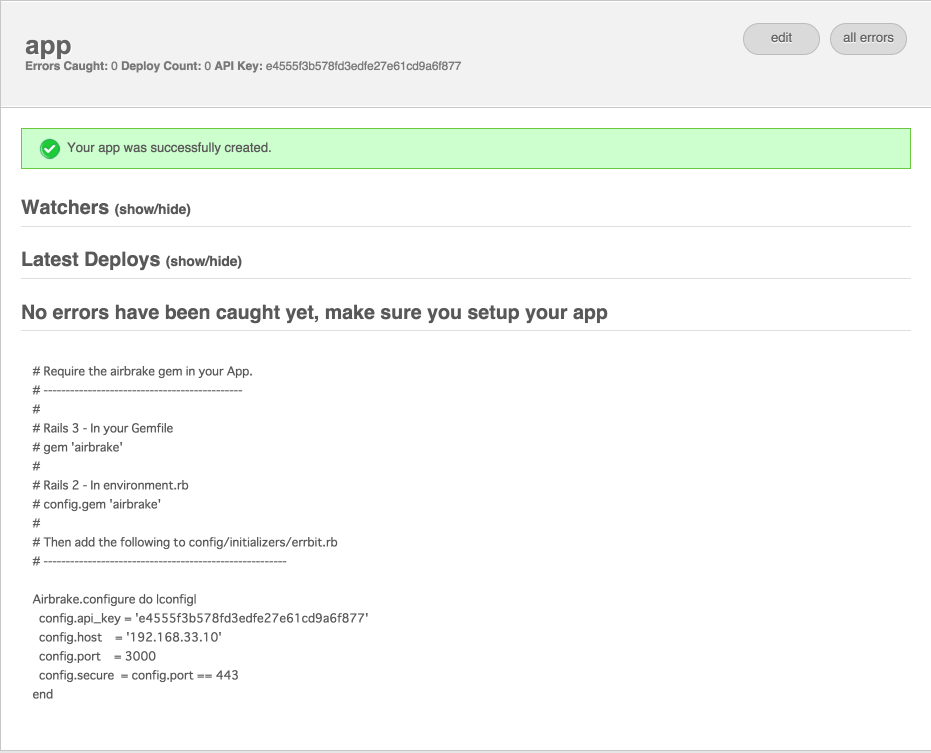 app
edit
all errors
Errors Caught: 0 Deploy Count: 0 API Key: e4555f3b578fd3edfe27e61cd9a6f877
Your app was successfully created.
Watchers (show/hide)
Latest Deploys (show/hide)
No errors have been caught yet, make sure you setup your app
# Require the airbrake gem in your App.
# ---------------------------------------------
#
# Rails 3 - In your Gemfile
# gem 'airbrake'
#
# Rails 2 - In environment.rb
# config.gem 'airbrake'
#
# Then add the following to config/initializers/errbit.rb
# -------------------------------------------------------
Airbrake.configure do |config|
  config.api_key = 'e4555f3b578fd3edfe27e61cd9a6f877'
  config.host    = '192.168.33.10'
  config.port    = 3000
  config.secure  = config.port == 443
end